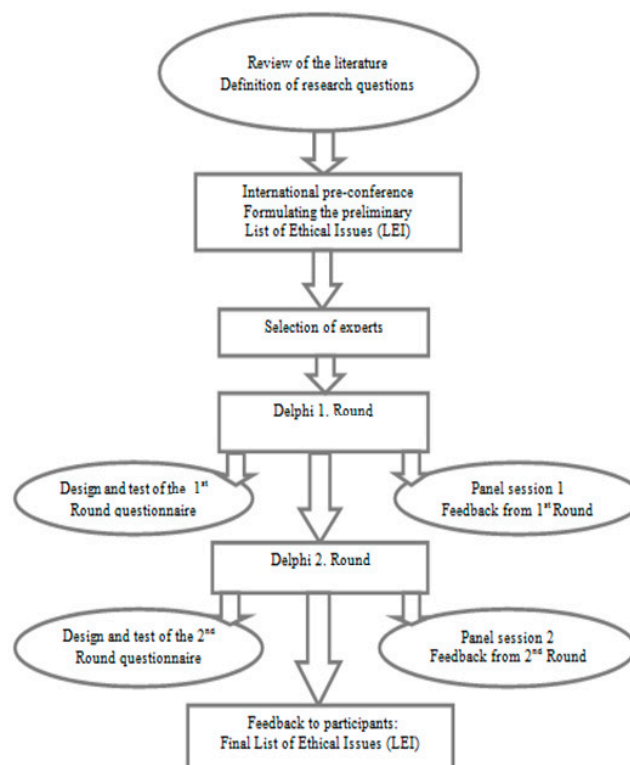 Review of the literature
Definition of research questions
International pre-conference
Formulating the preliminary
List of Ethical Issues (LEI)
Selection of experts
Delphi 1. Round
Design and test of the 1st
Round questionnaire
Panel session 1
Feedback from 1st Round
Delphi 2. Round
Design and test of the 2nd
Round questionnaire
Panel session 2
Feedback from 2nd Round
Feedback to participants:
Final List of Ethical Issues (LEI)